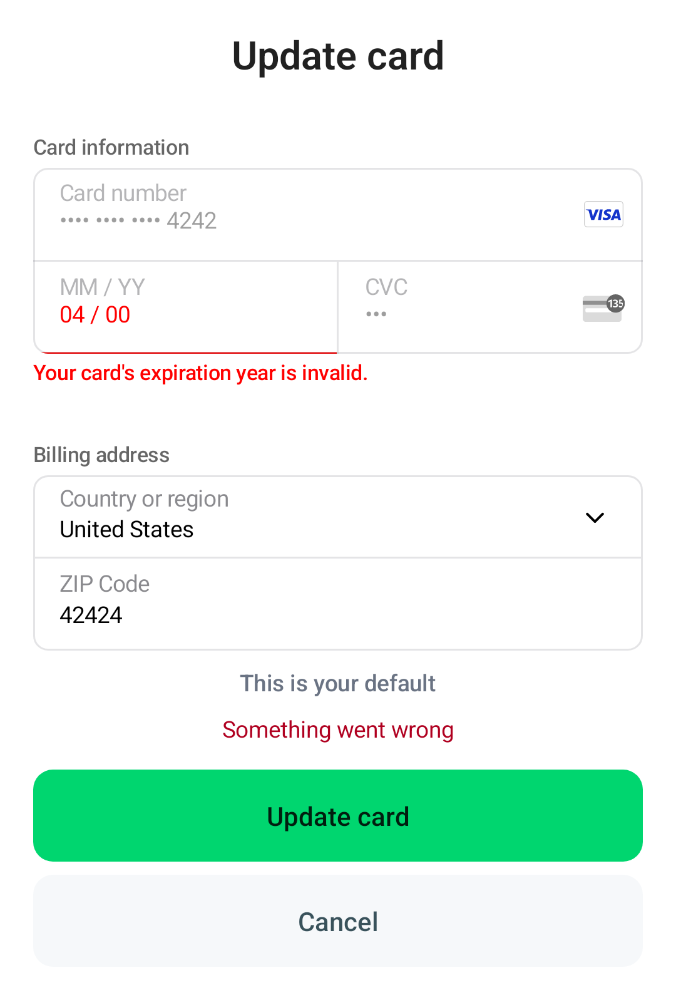 Update card
Card information
Card number
•••• •••• •••• 4242
VISA
MM / YY
04 / 00
CVC
•••
135
Your card's expiration year is invalid.
Billing address
Country or region
United States
ZIP Code
42424
This is your default
Something went wrong
Update card
Cancel